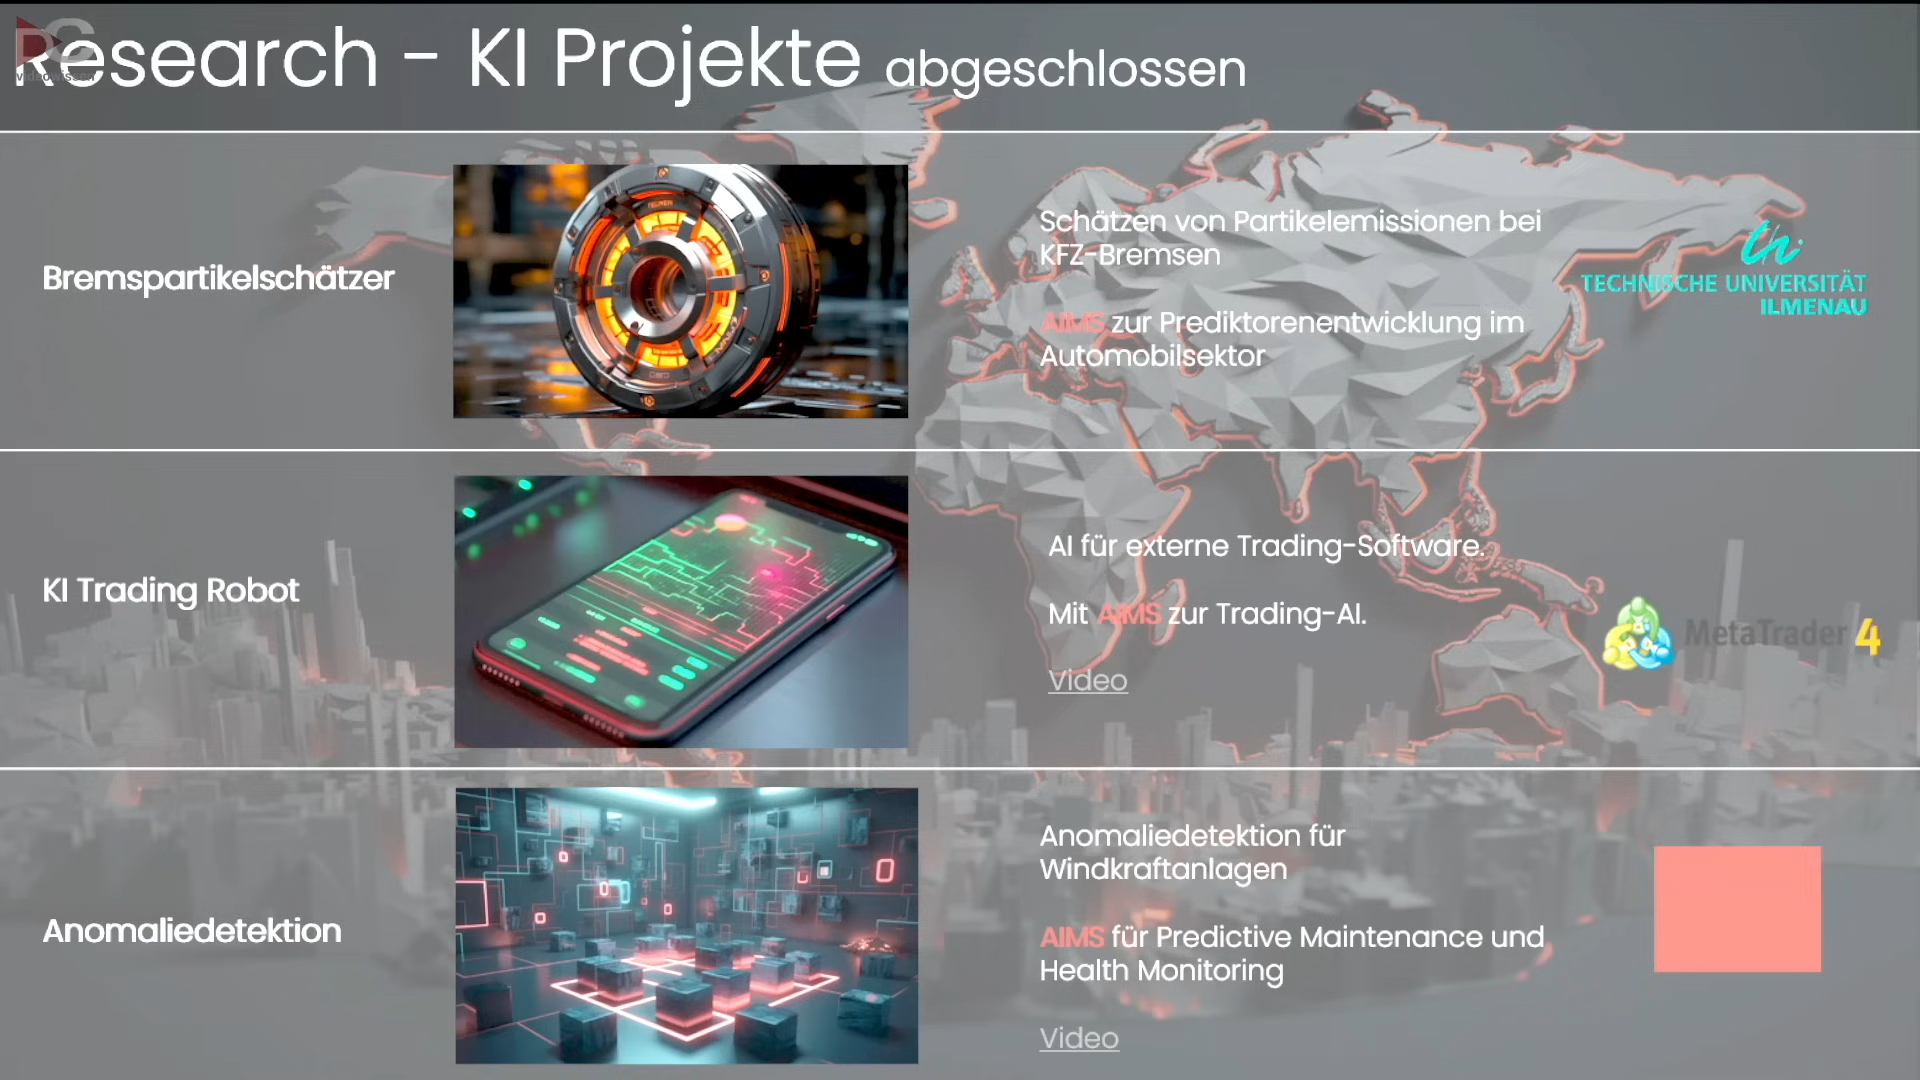 Research - KI Projekte abgeschlossen
videowissen
Bremspartikelschätzer
Schätzen von Partikelemissionen bei
KFZ-Bremsen
AIMS zur Prediktorenentwicklung im
Automobilsektor
TECHNISCHE UNIVERSITÄT
ILMENAU
KI Trading Robot
AI für externe Trading-Software.
Mit AIMS zur Trading-AI.
Video
MetaTrader 4
Anomaliedetektion
Anomaliedetektion für
Windkraftanlagen
AIMS für Predictive Maintenance und
Health Monitoring
Video